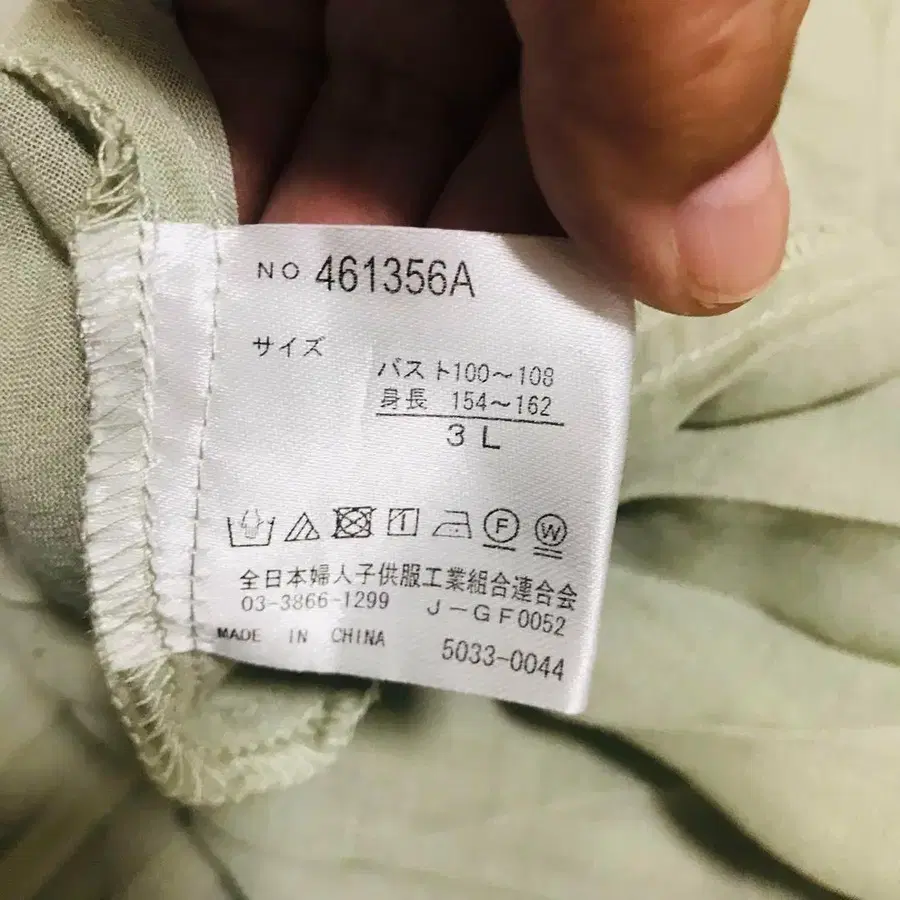 NO 461356A
サイズ
バスト100～108
身長 154～162
3L
F W
全日本婦人子供服工業組合連合会
03-3866-1299 J-GF0052
MADE IN CHINA 5033-0044